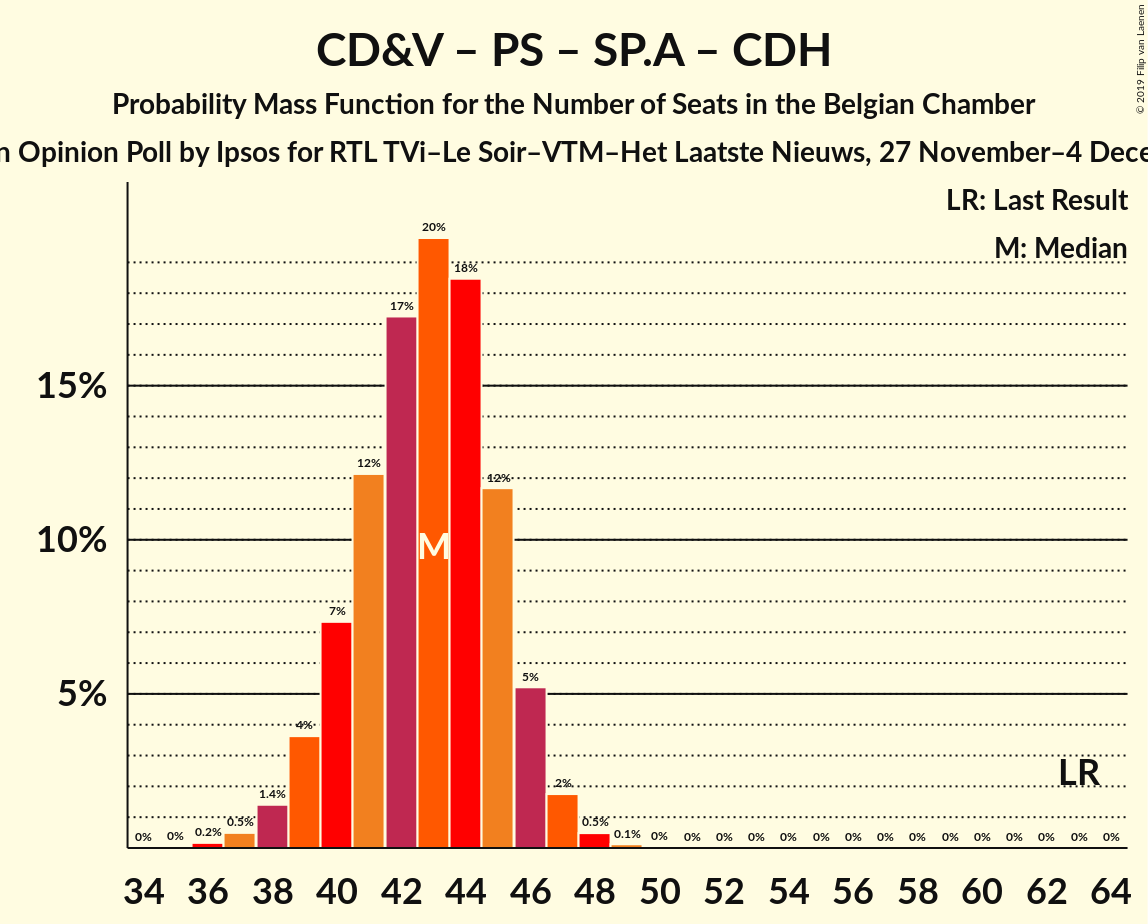 CD&V – PS – SP.A – CDH
Probability Mass Function for the Number of Seats in the Belgian Chamber
n Opinion Poll by Ipsos for RTL TVi–Le Soir–VTM–Het Laatste Nieuws, 27 November–4 Dece
© 2019 Filip van Laenen
LR: Last Result
M: Median
15%
10%
5%
0% 0% 0.2% 0.5% 1.4% 4% 7% 12% 17% 20% 18% 12% 5% 2% 0.5% 0.1% 0% 0% 0% 0% 0% 0% 0% 0% 0% 0% 0% 0% 0% 0% 0%
M
LR
34 36 38 40 42 44 46 48 50 52 54 56 58 60 62 64